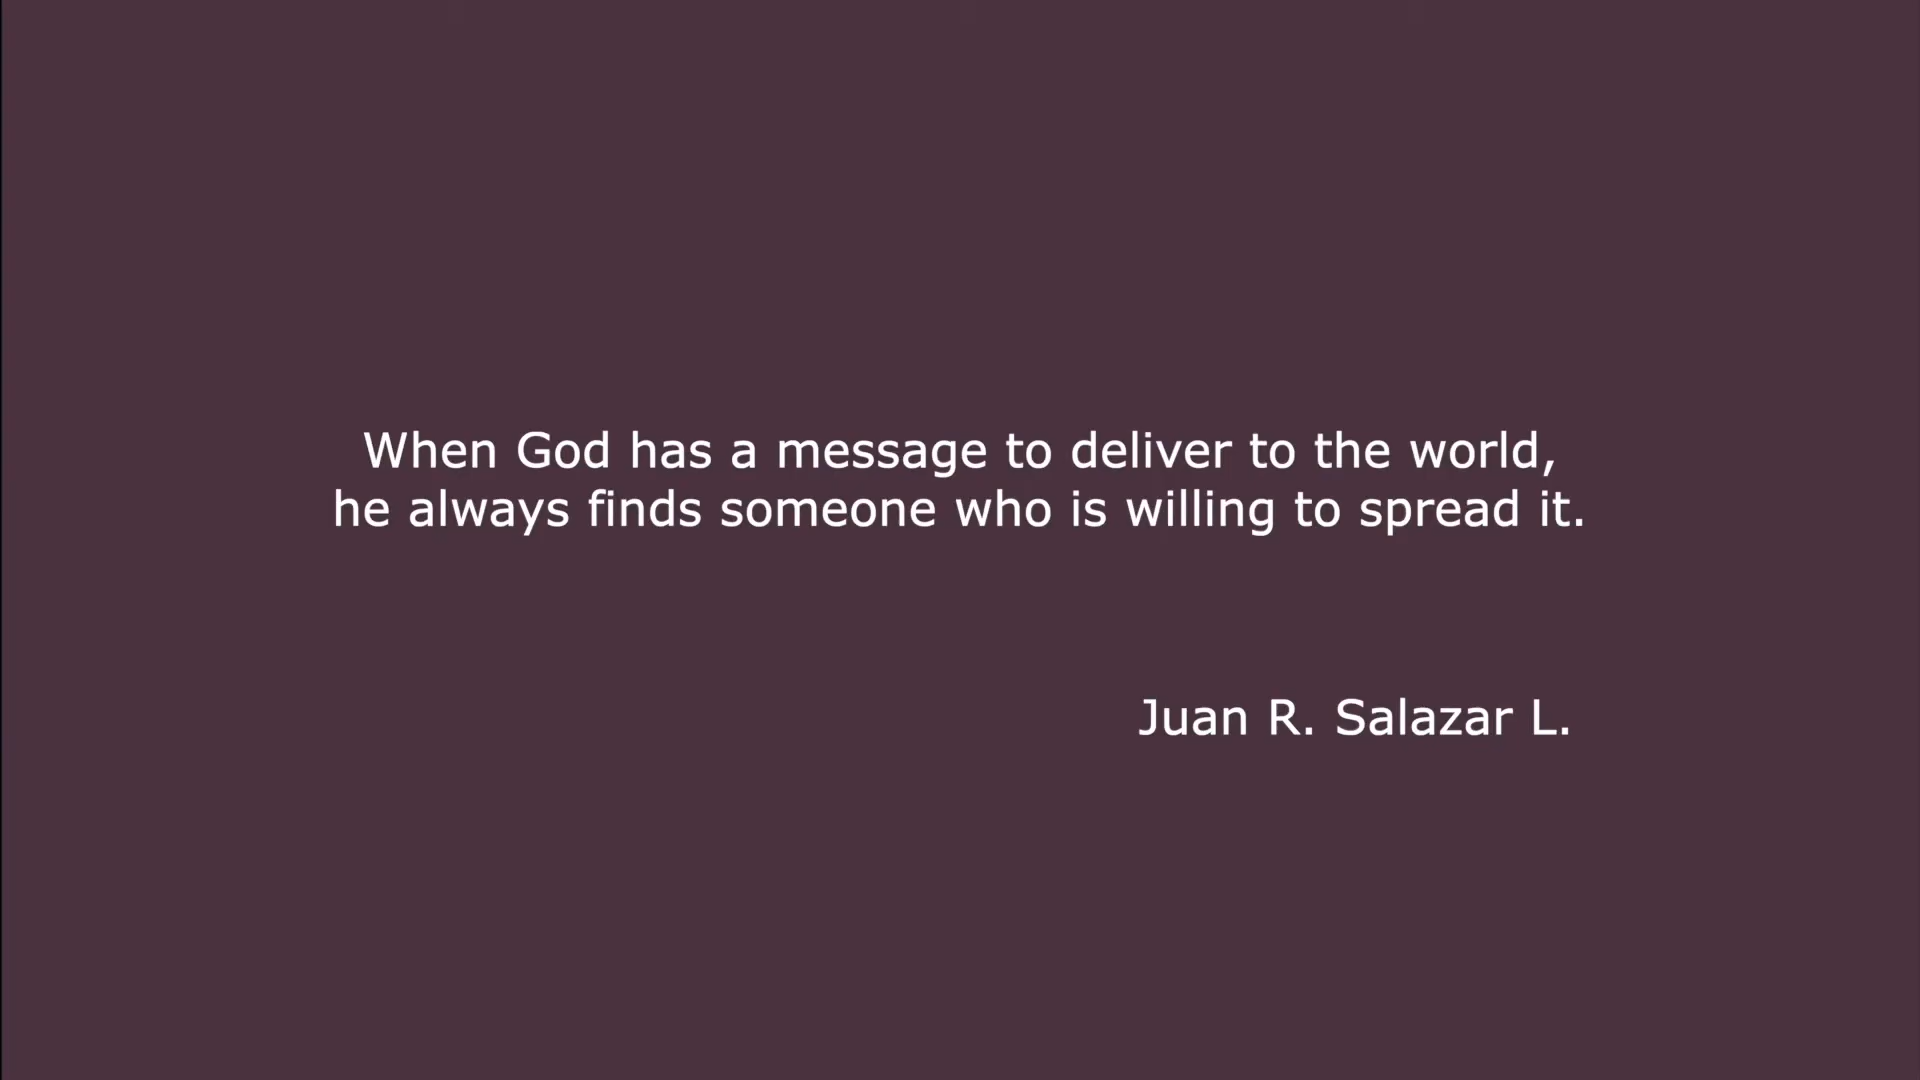 When God has a message to deliver to the world,
he always finds someone who is willing to spread it.
Juan R. Salazar L.